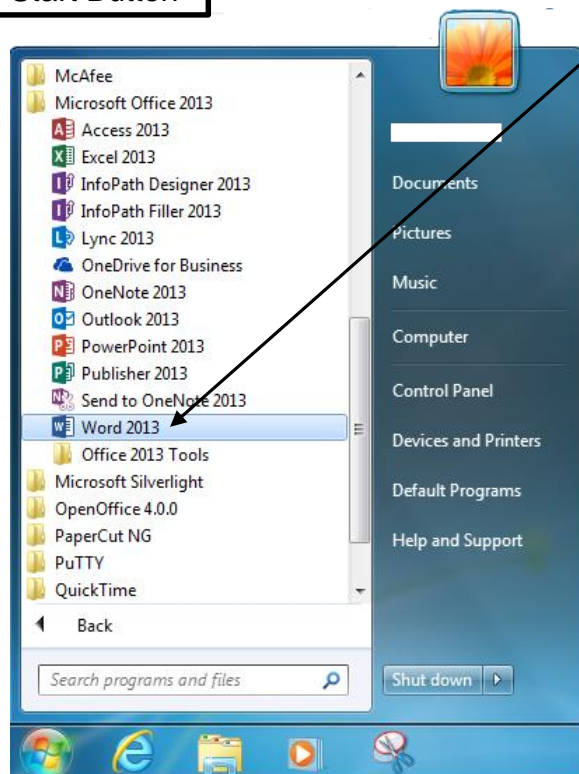 Start Button
McAfee
Microsoft Office 2013
Access 2013
Excel 2013
InfoPath Designer 2013
InfoPath Filler 2013
Lync 2013
OneDrive for Business
OneNote 2013
Outlook 2013
PowerPoint 2013
Publisher 2013
Send to OneNote 2013
Word 2013
Office 2013 Tools
Microsoft Silverlight
OpenOffice 4.0.0
PaperCut NG
PuTTY
QuickTime
Back
Search programs and files
Documents
Pictures
Music
Computer
Control Panel
Devices and Printers
Default Programs
Help and Support
Shut down